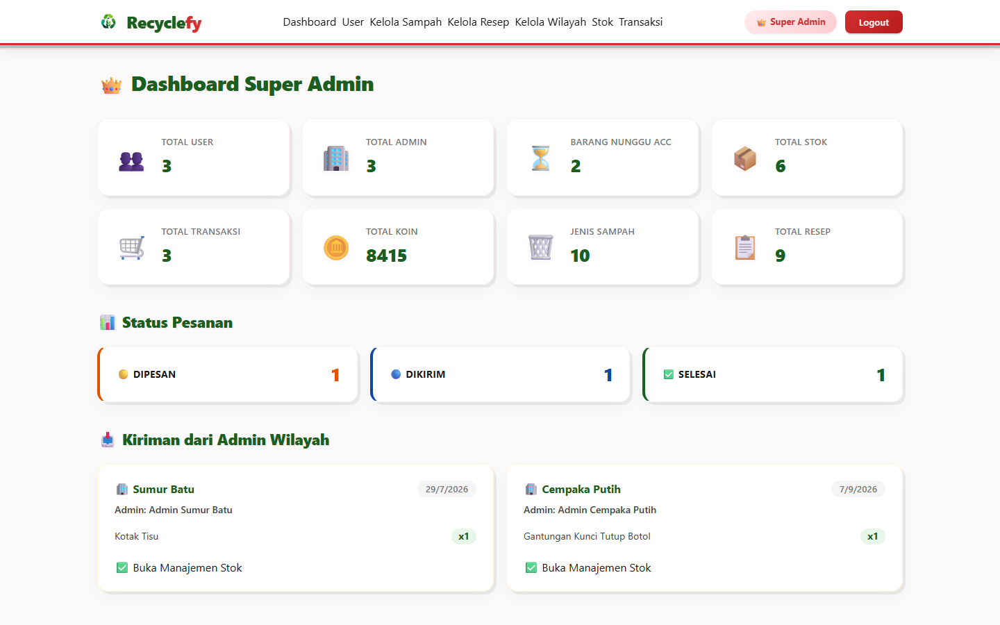 Recyclefy
Dashboard User Kelola Sampah Kelola Resep Kelola Wilayah Stok Transaksi
Super Admin
Logout
Dashboard Super Admin
TOTAL USER
3
TOTAL ADMIN
3
BARANG NUNGGU ACC
2
TOTAL STOK
6
TOTAL TRANSAKSI
3
TOTAL KOIN
8415
JENIS SAMPAH
10
TOTAL RESEP
9
Status Pesanan
DIPESAN 1
DIKIRIM 1
SELESAI 1
Kiriman dari Admin Wilayah
Sumur Batu 29/7/2026
Admin: Admin Sumur Batu
Kotak Tisu x1
Buka Manajemen Stok
Cempaka Putih 7/9/2026
Admin: Admin Cempaka Putih
Gantungan Kunci Tutup Botol x1
Buka Manajemen Stok